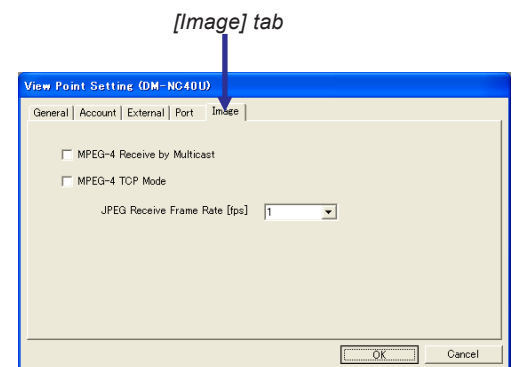 [Image] tab
View Point Setting (DM-NC40U)
General Account External Port Image
MPEG-4 Receive by Multicast
MPEG-4 TCP Mode
JPEG Receive Frame Rate [fps] 1
OK Cancel